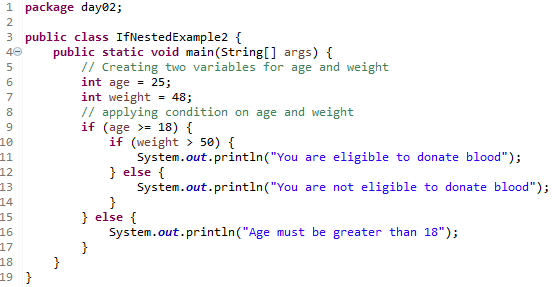 1 package day02;
2
3 public class IfNestedExample2 {
4 public static void main(String[] args) {
5 // Creating two variables for age and weight
6 int age = 25;
7 int weight = 48;
8 // applying condition on age and weight
9 if (age >= 18) {
10 if (weight > 50) {
11 System.out.println("You are eligible to donate blood");
12 } else {
13 System.out.println("You are not eligible to donate blood");
14 }
15 } else {
16 System.out.println("Age must be greater than 18");
17 }
18 }
19 }